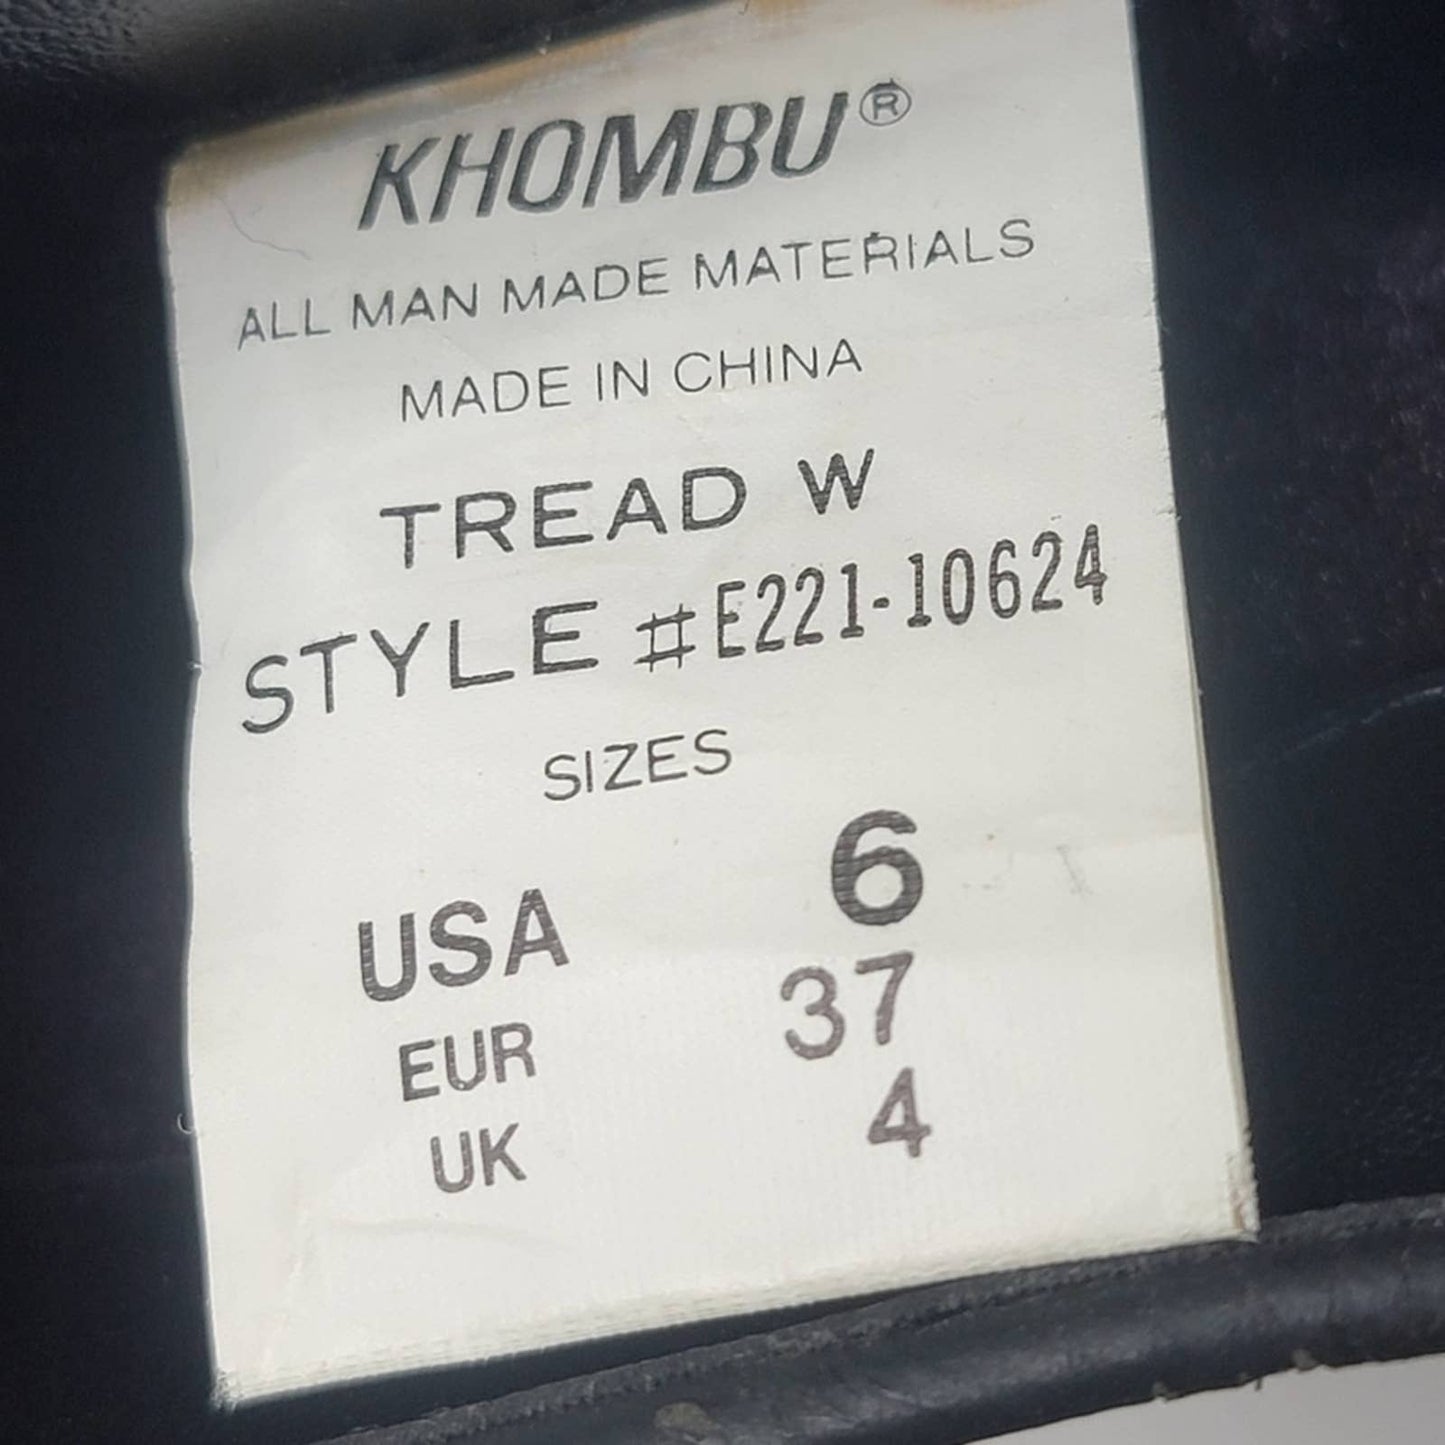 KHOMBU®
ALL MAN MADE MATERIALS
MADE IN CHINA
TREAD W
STYLE #E221-10624
SIZES
USA 6
EUR 37
UK 4